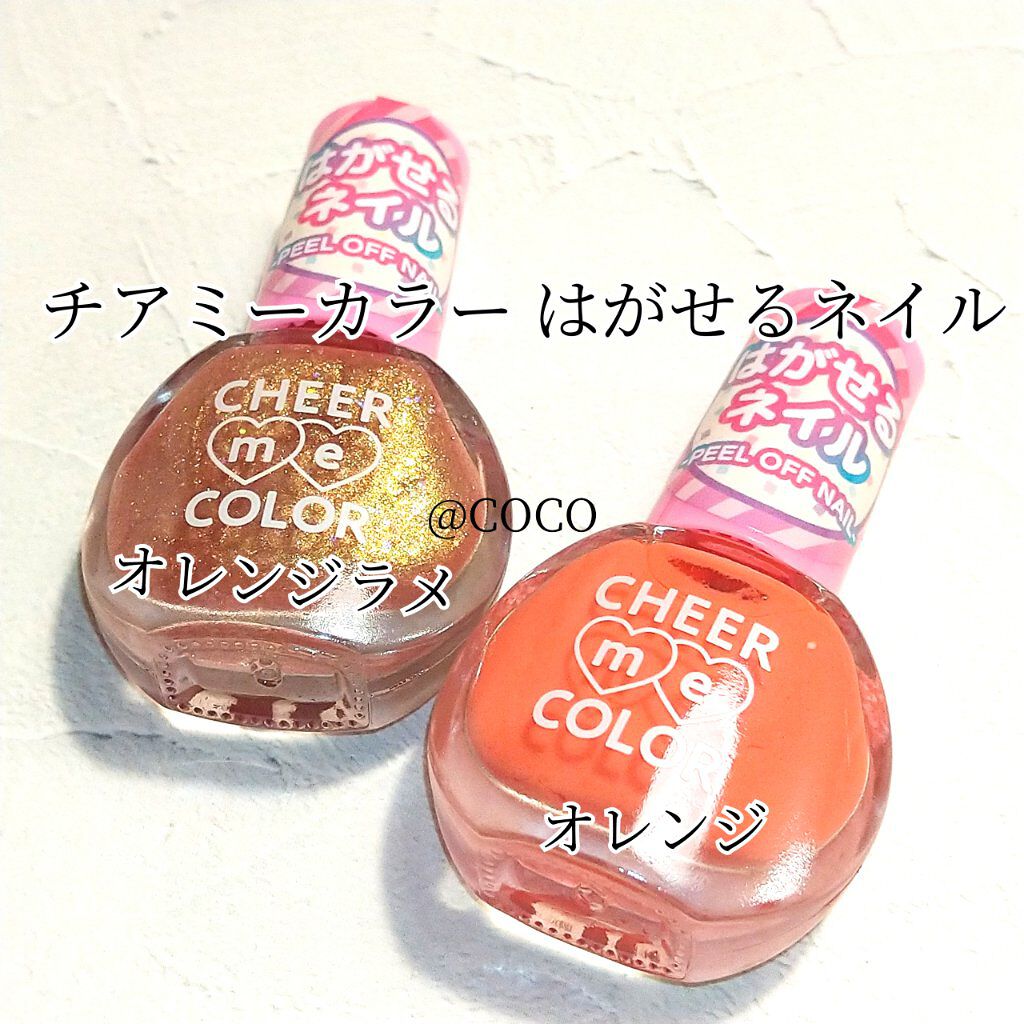 はがせる
ネイル
PEEL OFF NAIL
チアミーカラー はがせるネイル
はがせる
ネイル
PEEL OFF NAIL
CHEER
me
COLOR
@COCO
オレンジラメ
CHEER
me
COLOR
オレンジ